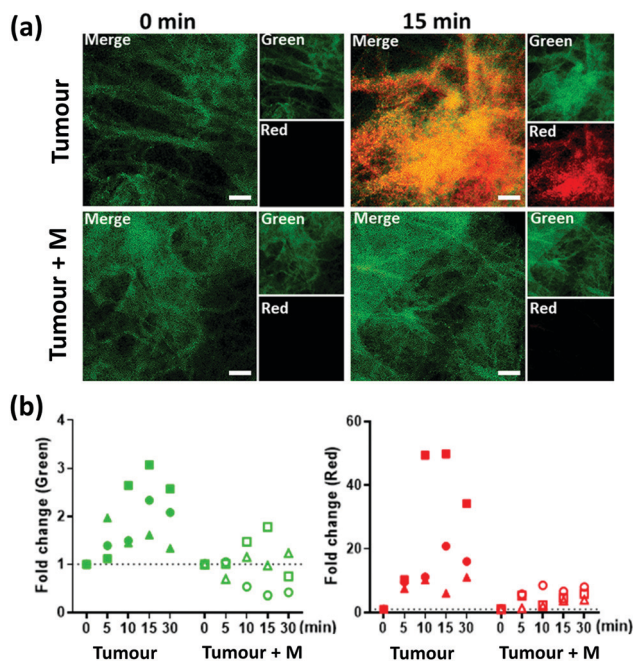 (a)
0 min 15 min
Tumour
Merge Green Merge Green
Red Red
Tumour + M
Merge Green Merge Green
Red Red
(b)
Fold change (Green)
4
3
2
1
0
0 5 10 15 30 0 5 10 15 30 (min)
Tumour Tumour + M
Fold change (Red)
60
40
20
0
0 5 10 15 30 0 5 10 15 30 (min)
Tumour Tumour + M